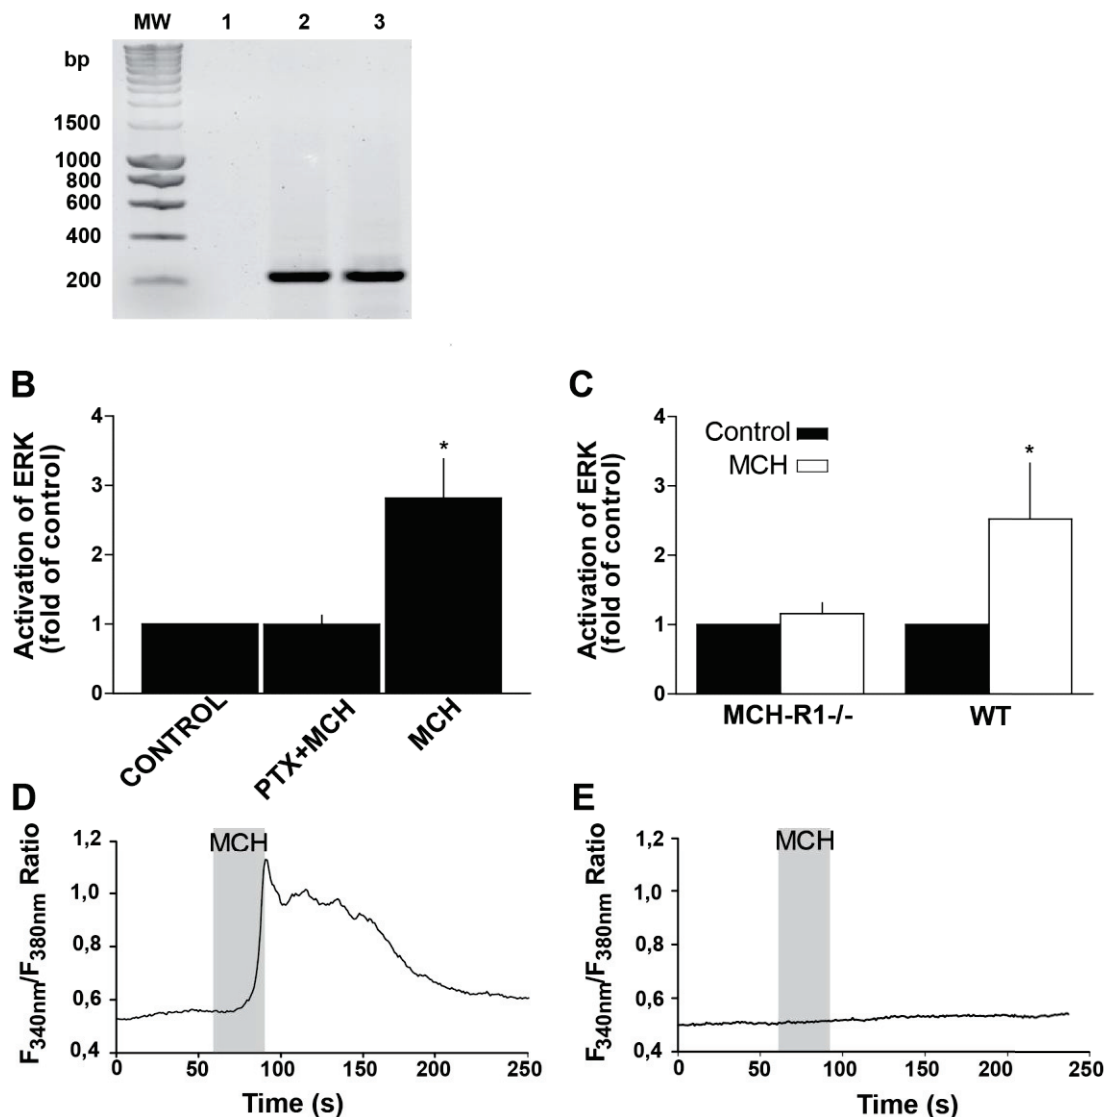 MW 1 2 3
bp
1500
1000
800
600
400
200
B
Activation of ERK
(fold of control)
4
3
2
1
0
*
CONTROL
PTX+MCH
MCH
C
Activation of ERK
(fold of control)
4
3
2
1
0
Control
MCH
*
MCH-R1-/-
WT
D
F340nm/F380nm Ratio
1,2
1,0
0,8
0,6
0,4
MCH
0 50 100 150 200 250
Time (s)
E
F340nm/F380nm Ratio
1,2
1,0
0,8
0,6
0,4
MCH
0 50 100 150 200 250
Time (s)